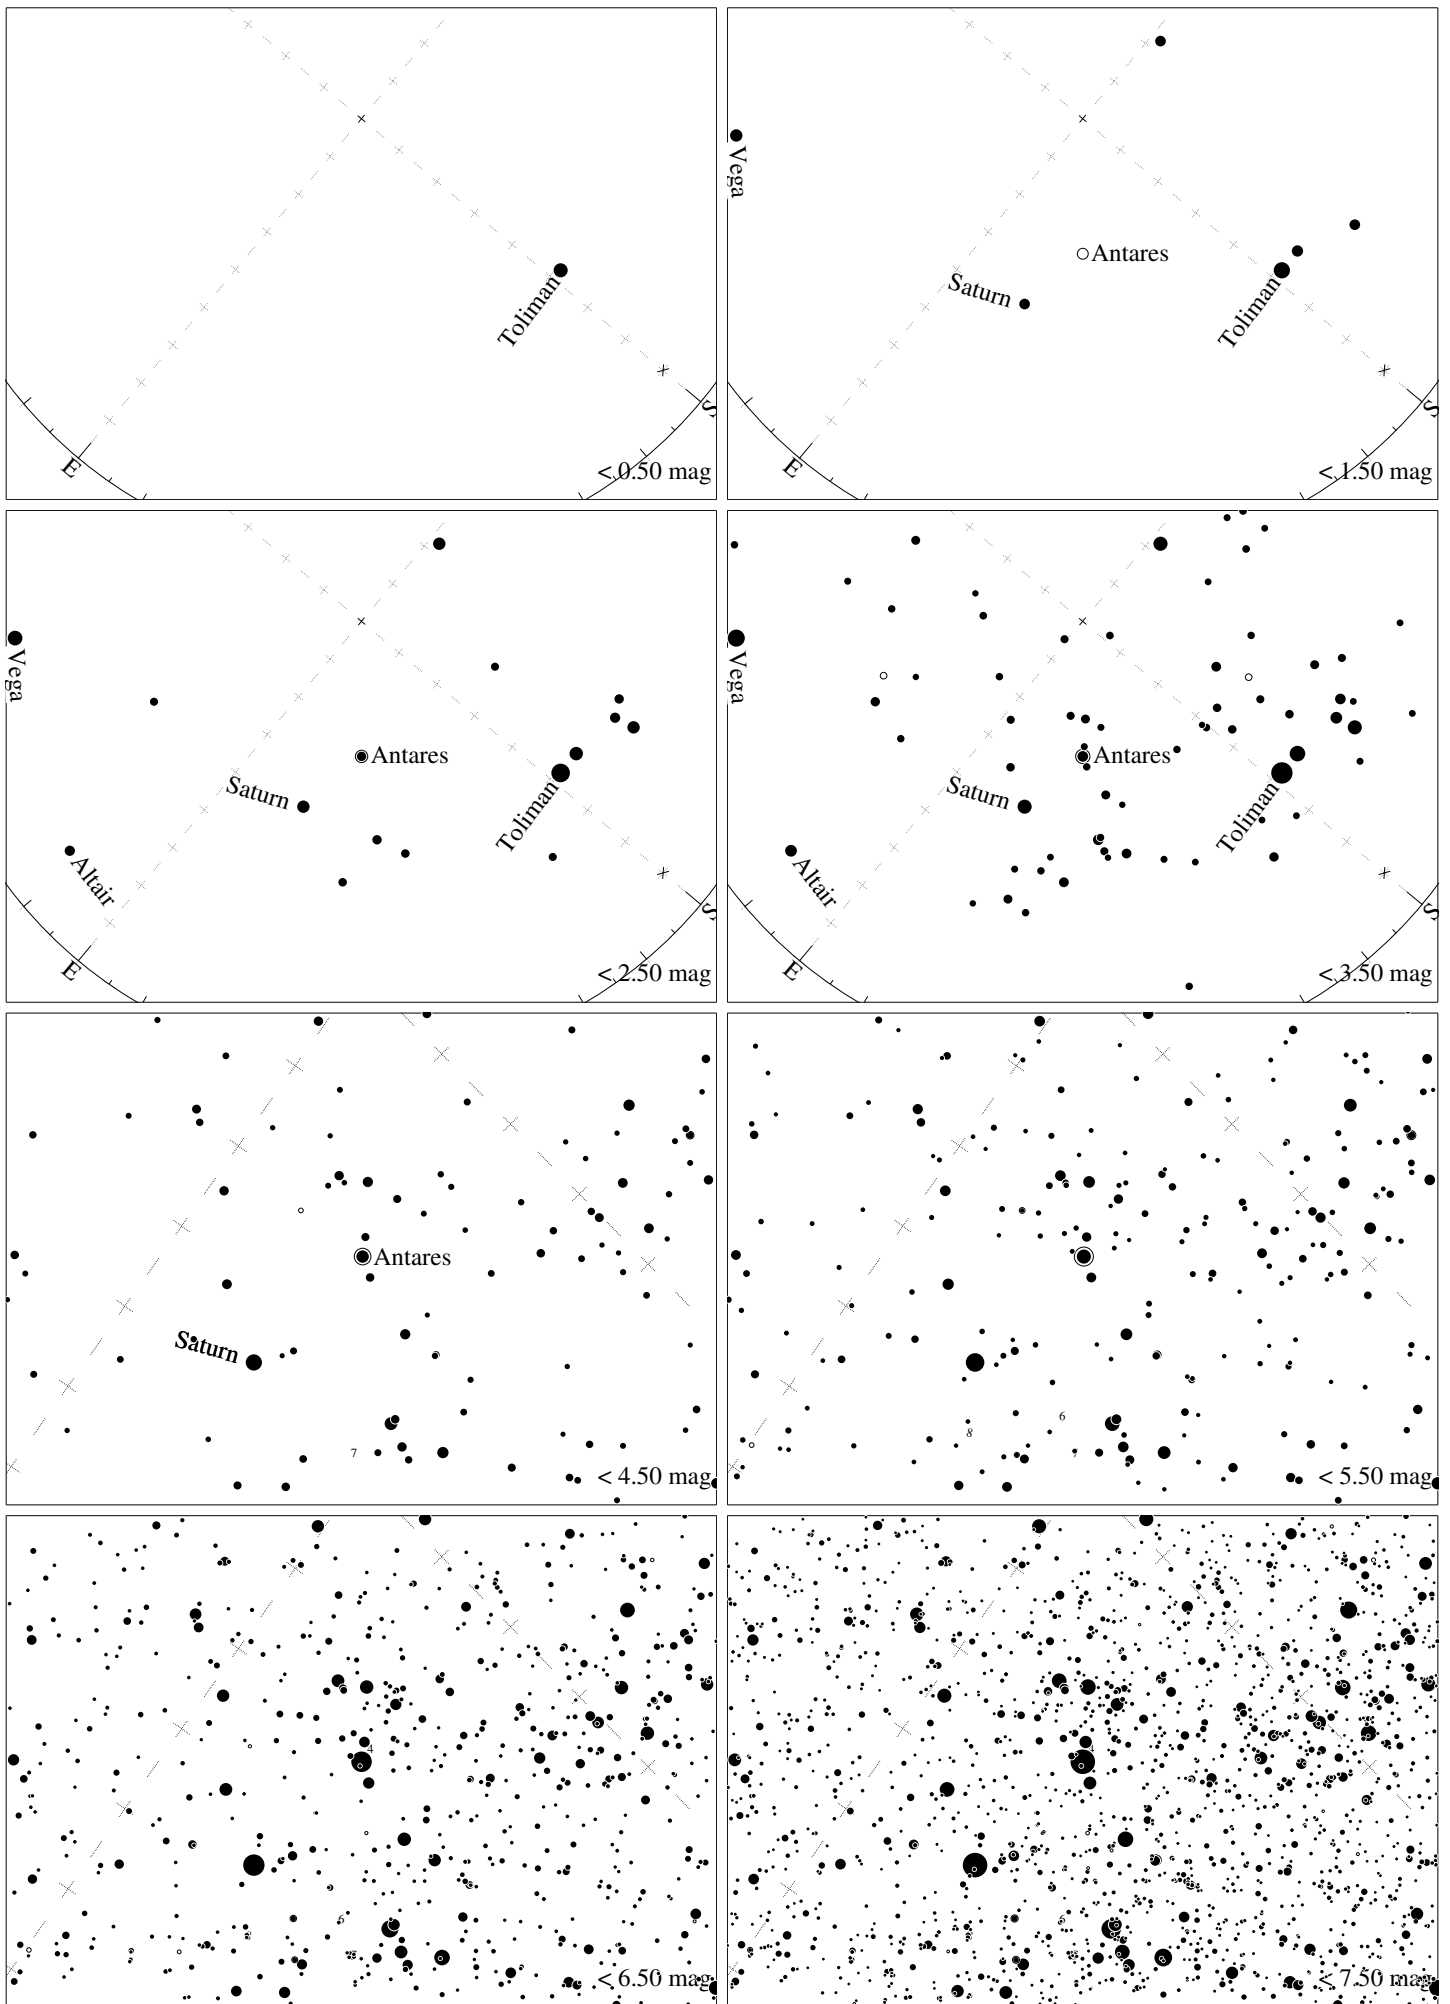 Toliman
E
S
< 0.50 mag
Vega
Antares
Saturn
Toliman
E
S
< 1.50 mag
Vega
Antares
Saturn
Toliman
Altair
E
S
< 2.50 mag
Vega
Antares
Saturn
Toliman
Altair
E
S
< 3.50 mag
Antares
Saturn
7
< 4.50 mag
6
8
7
< 5.50 mag
4
< 6.50 mag
< 7.50 mag